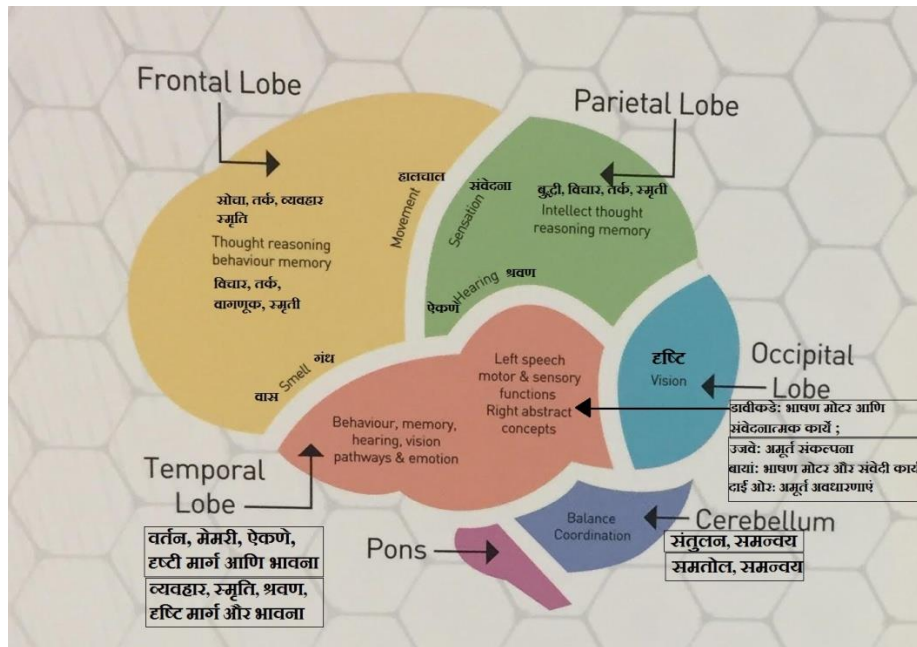 Frontal Lobe
Parietal Lobe
हालचाल
Movement
संवेदना
Sensation
सोचा, तर्क, व्यवहार
स्मृति
Thought reasoning
behaviour memory
विचार, तर्क,
वागणूक, स्मृती
बुद्धी, विचार, तर्क, स्मृती
Intellect thought
reasoning memory
ऐकण
Hearing
श्रवण
गंध
Smell
वास
Left speech
motor & sensory
functions
Right abstract
concepts
दृष्टि
Vision
Occipital
Lobe
डावीकडे: भाषण मोटर आणि
संवेदनात्मक कार्ये ;
उजवे: अमूर्त संकल्पना
बायां: भाषण मोटर और संवेदी कार्य
दाई ओर: अमूर्त अवधारणाएं
Behaviour, memory,
hearing, vision
pathways & emotion
Temporal
Lobe
वर्तन, मेमरी, ऐकणे,
दृष्टी मार्ग आणि भावना
व्यवहार, स्मृति, श्रवण,
दृष्टि मार्ग और भावना
Pons
Balance
Coordination
Cerebellum
संतुलन, समन्वय
समतोल, समन्वय